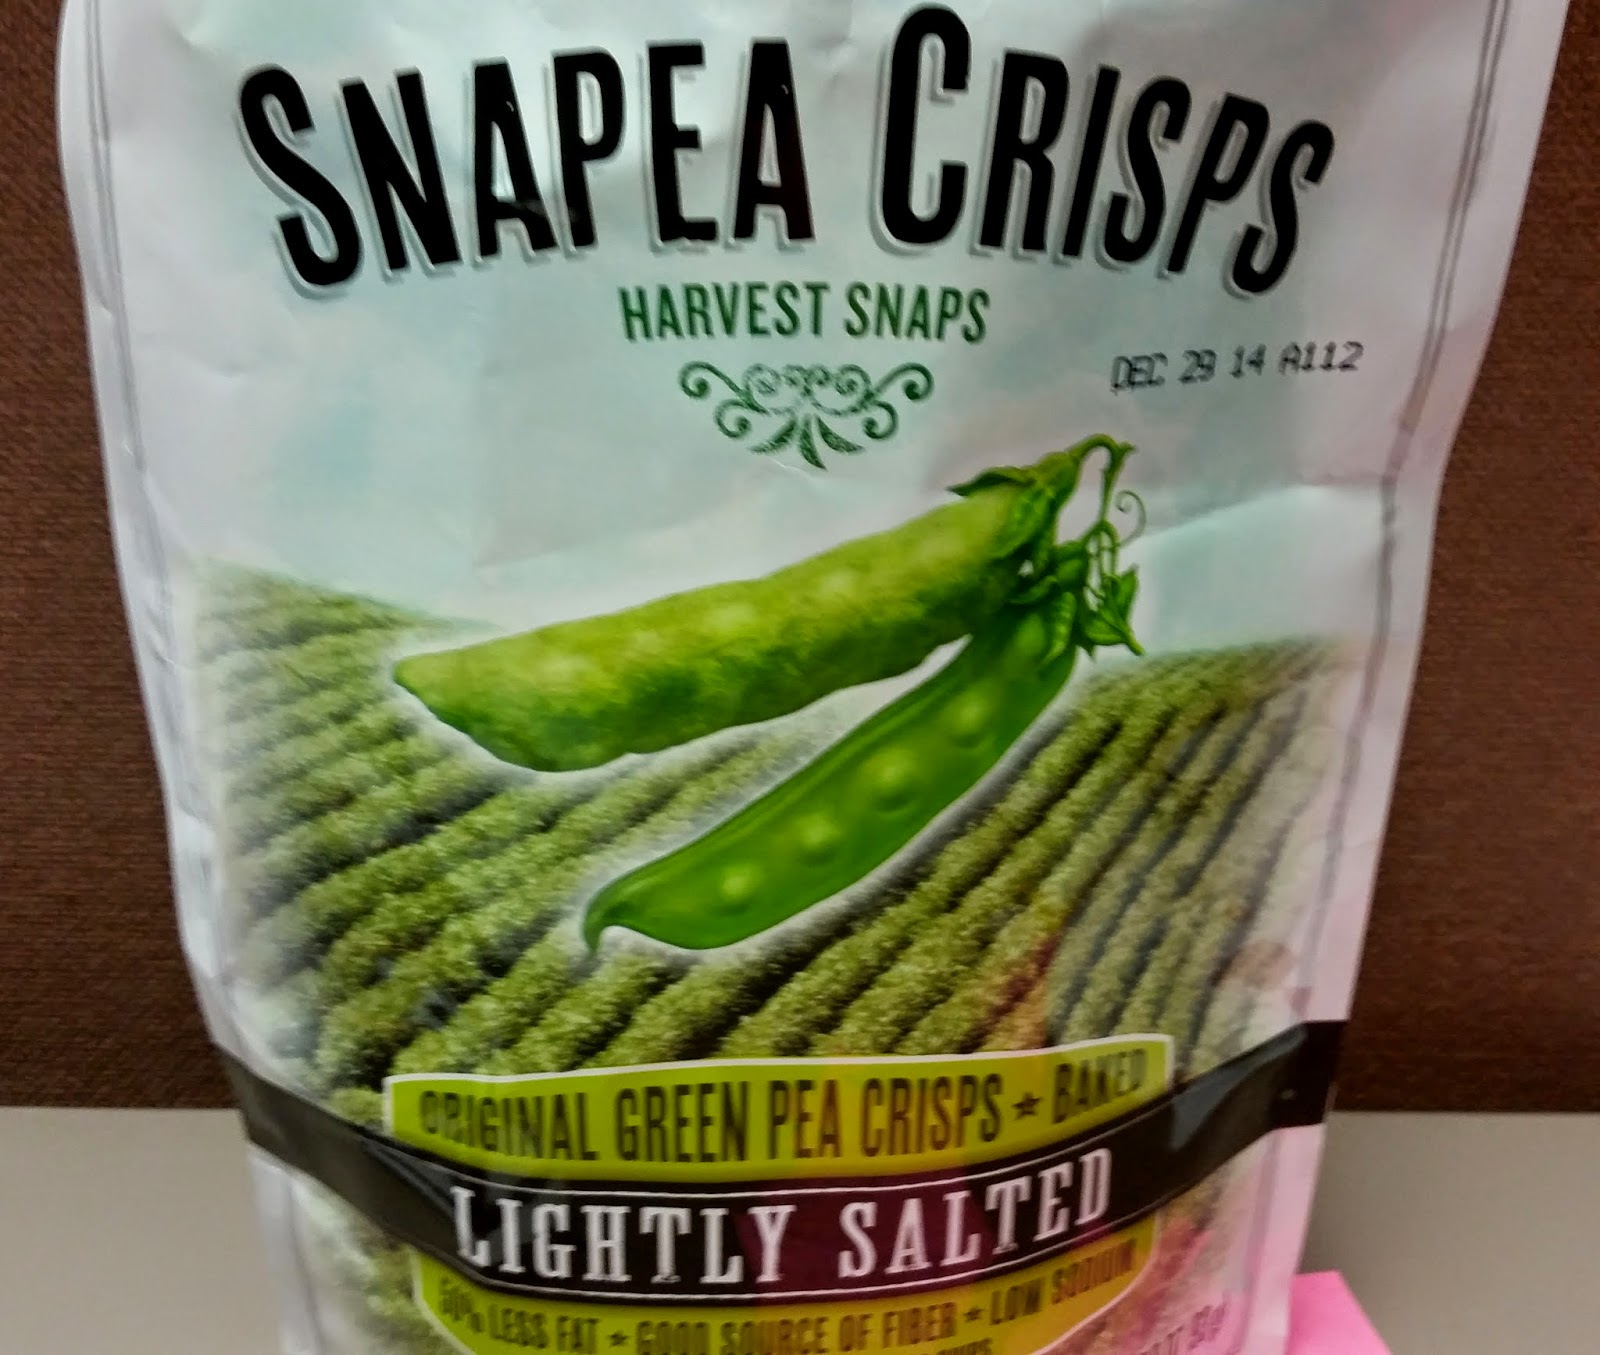 SNAPEA CRISPS
HARVEST SNAPS
DEC 29 14 A112
ORIGINAL GREEN PEA CRISPS ★ BAKED
LIGHTLY SALTED
LESS FAT ★ GOOD SOURCE OF FIBER ★ LOW SODIUM